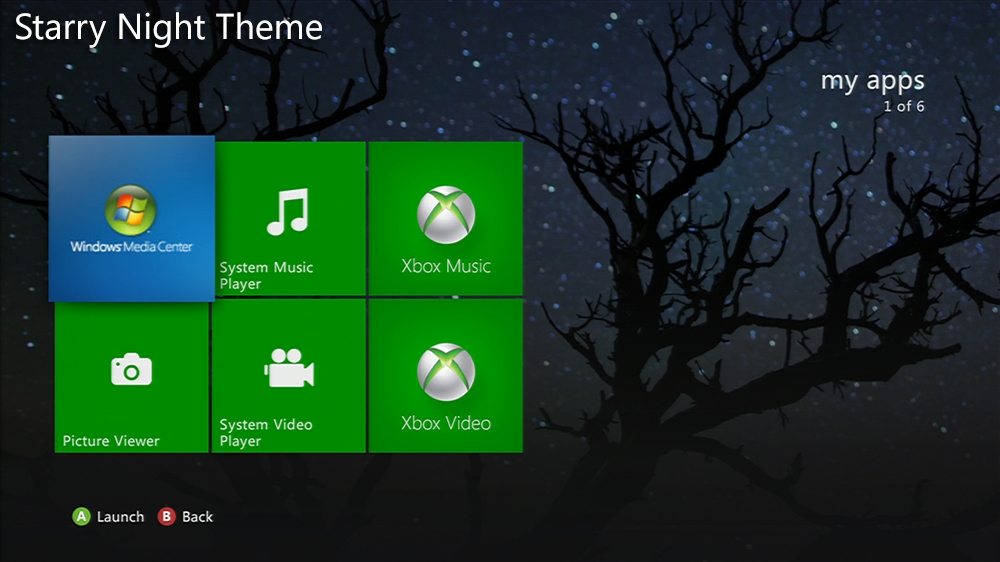 Starry Night Theme
my apps
1 of 6
Windows Media Center
System Music
Player
Xbox Music
Picture Viewer
System Video
Player
Xbox Video
A Launch B Back